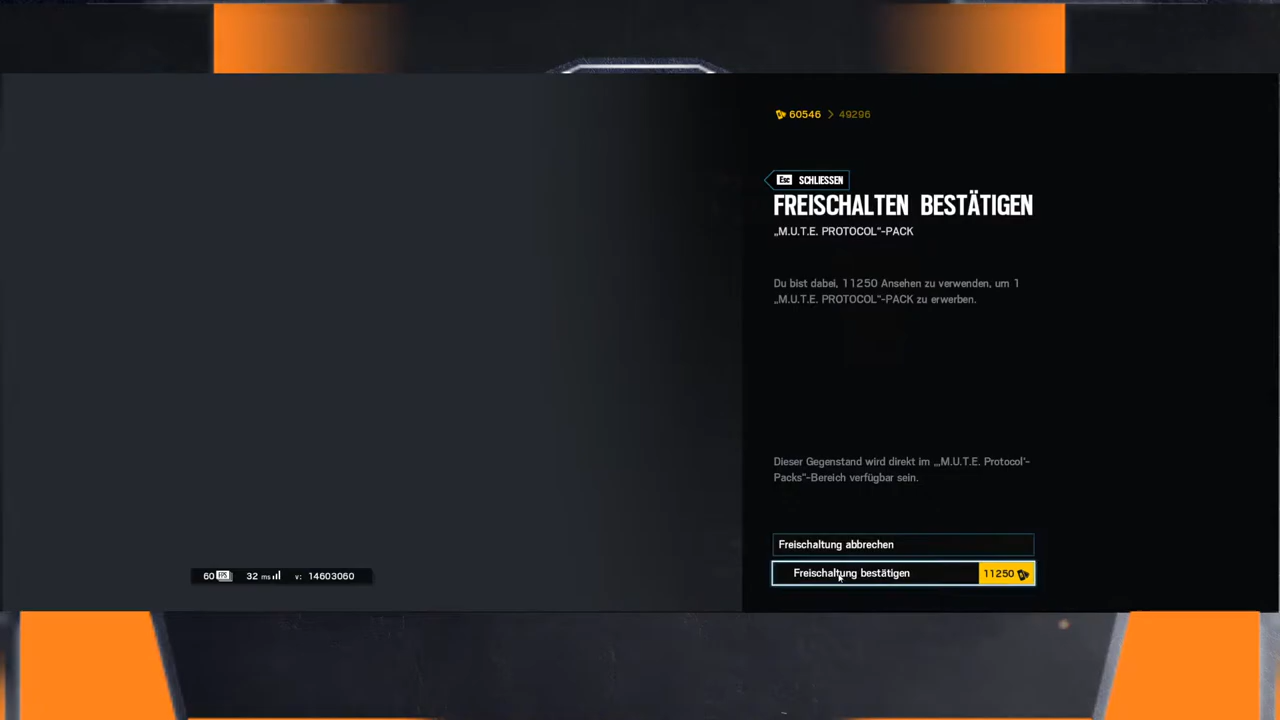 60546 > 49296
Esc SCHLIESSEN
FREISCHALTEN BESTÄTIGEN
„M.U.T.E. PROTOCOL“-PACK
Du bist dabei, 11250 Ansehen zu verwenden, um 1
„M.U.T.E. PROTOCOL“-PACK zu erwerben.
Dieser Gegenstand wird direkt im „‚M.U.T.E. Protocol‘-
Packs“-Bereich verfügbar sein.
Freischaltung abbrechen
Freischaltung bestätigen 11250
60 FPS 32 ms v: 14603060